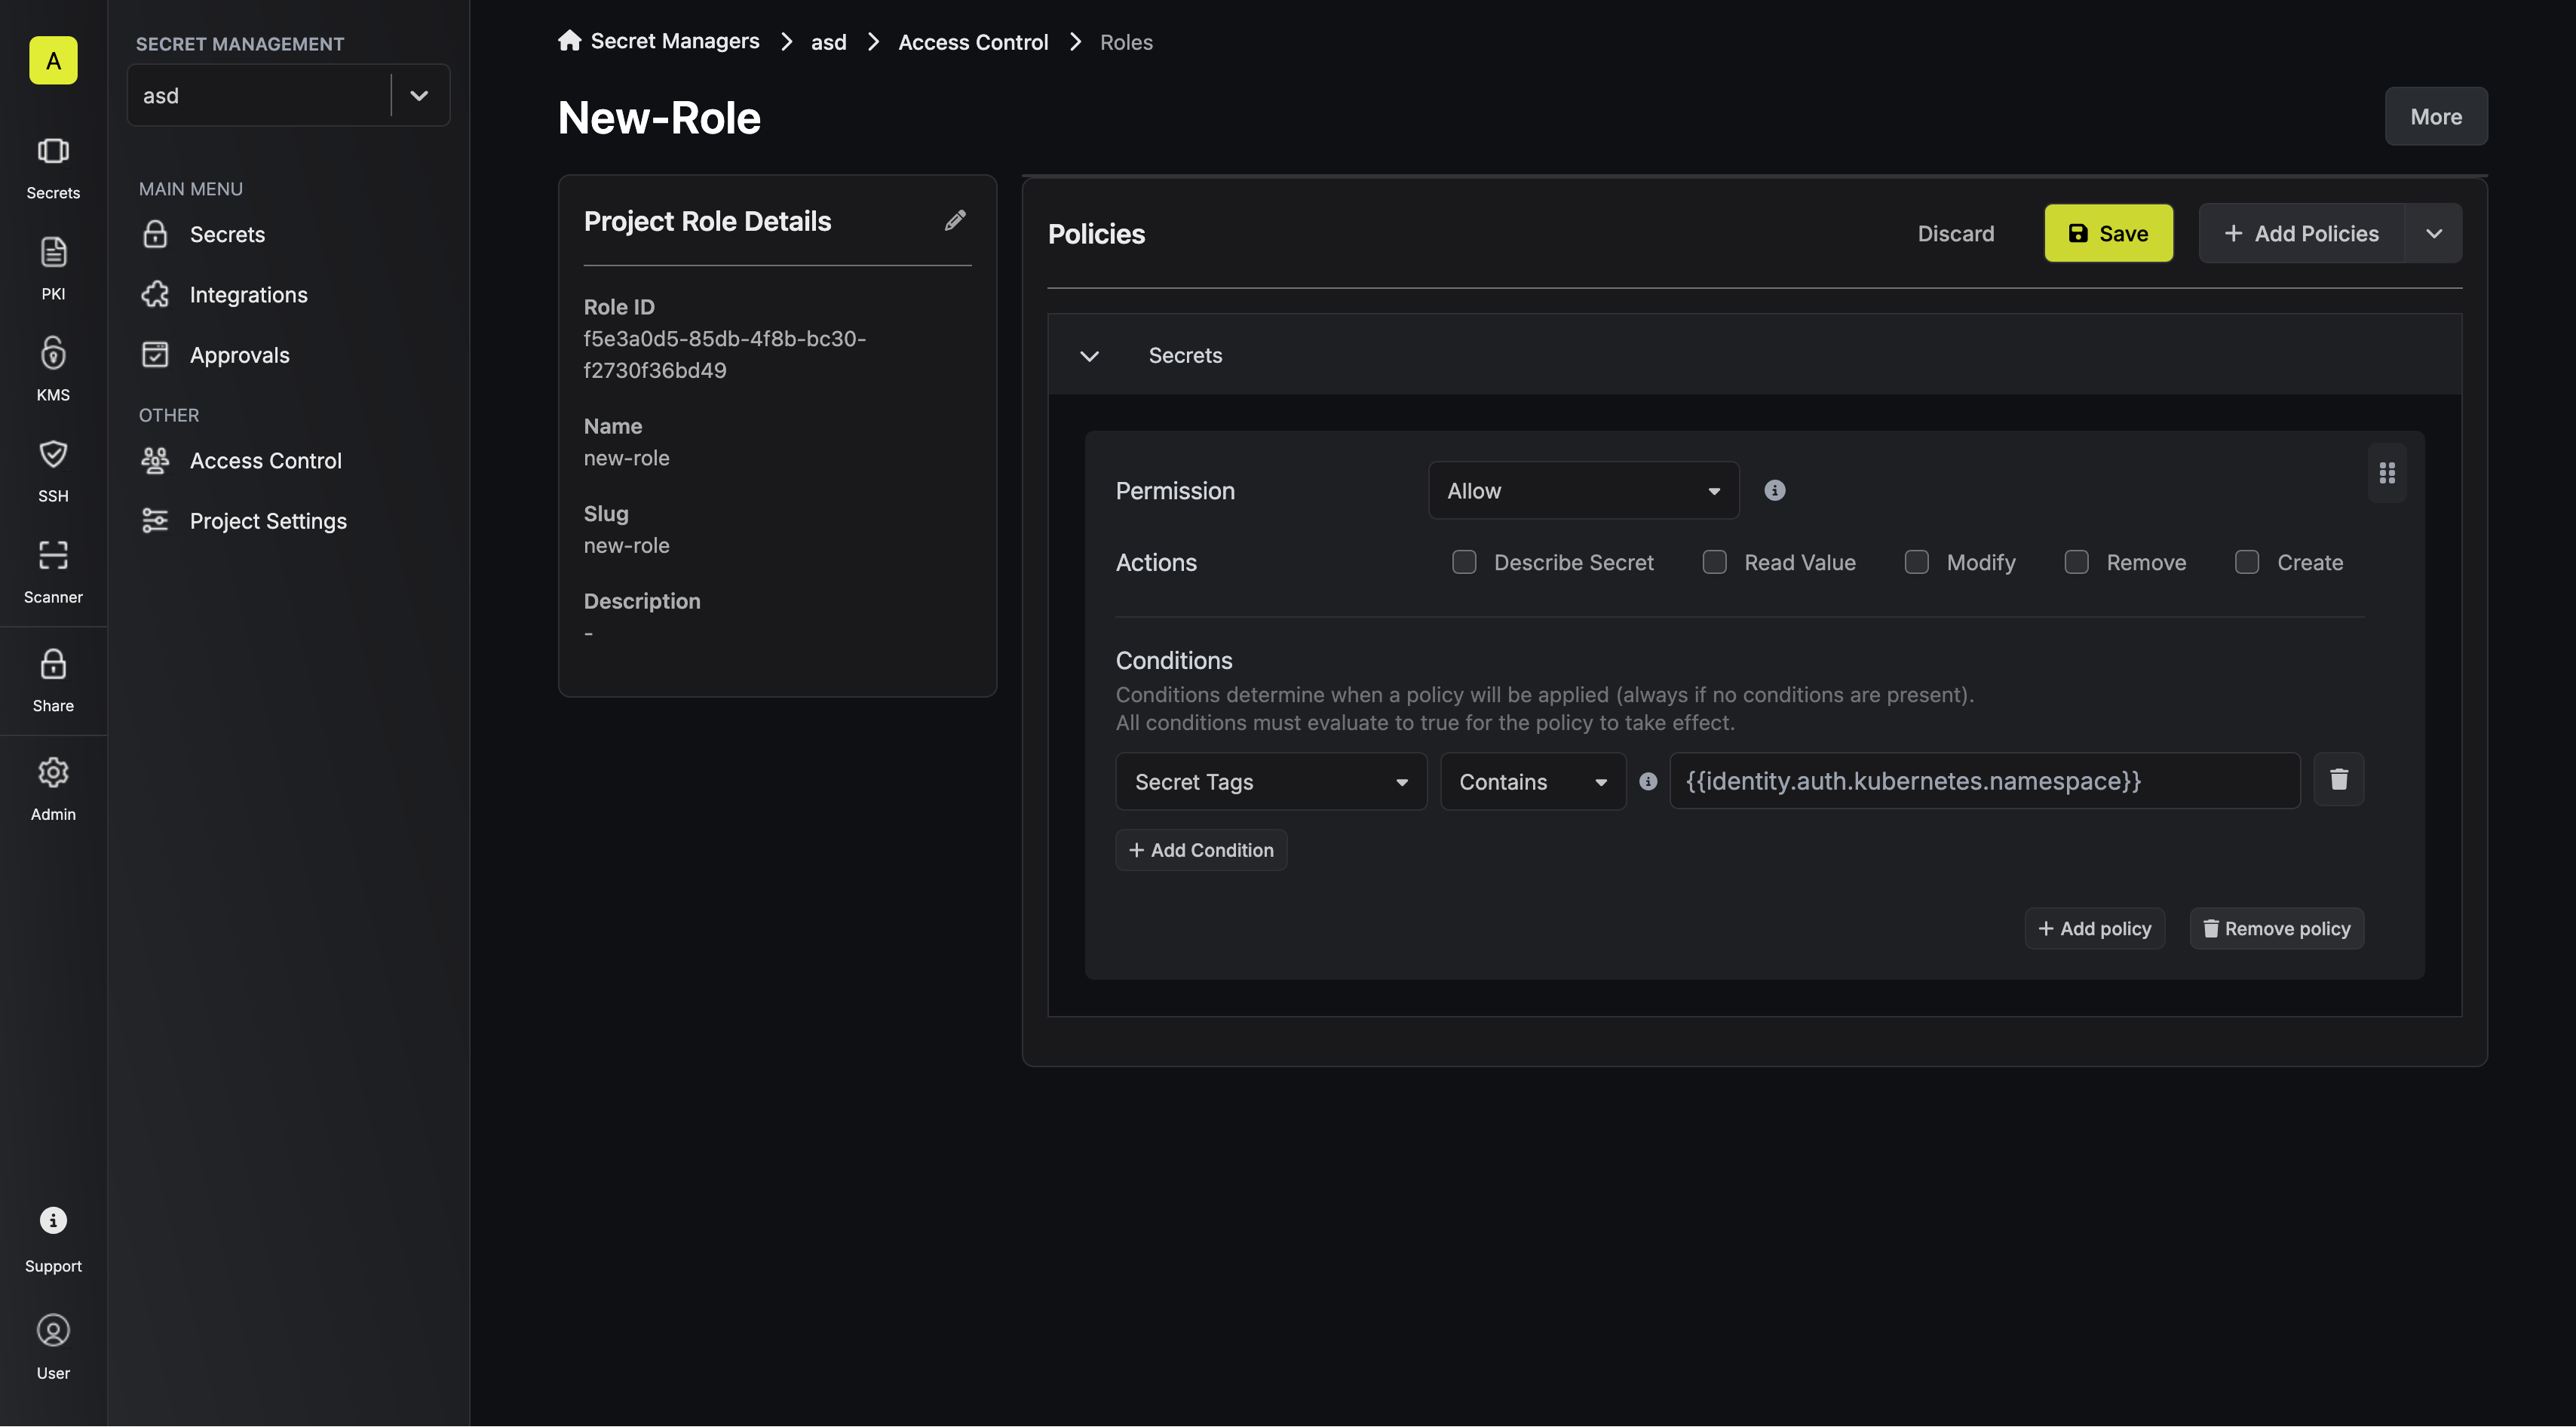 A
Secrets
PKI
KMS
SSH
Scanner
Share
Admin
Support
User
SECRET MANAGEMENT
asd
MAIN MENU
Secrets
Integrations
Approvals
OTHER
Access Control
Project Settings
Secret Managers > asd > Access Control > Roles
New-Role
More
Project Role Details
Role ID
f5e3a0d5-85db-4f8b-bc30-
f2730f36bd49
Name
new-role
Slug
new-role
Description
-
Policies
Discard
Save
+ Add Policies
Secrets
Permission
Allow
Actions
Describe Secret
Read Value
Modify
Remove
Create
Conditions
Conditions determine when a policy will be applied (always if no conditions are present).
All conditions must evaluate to true for the policy to take effect.
Secret Tags
Contains
{{identity.auth.kubernetes.namespace}}
+ Add Condition
+ Add policy
Remove policy